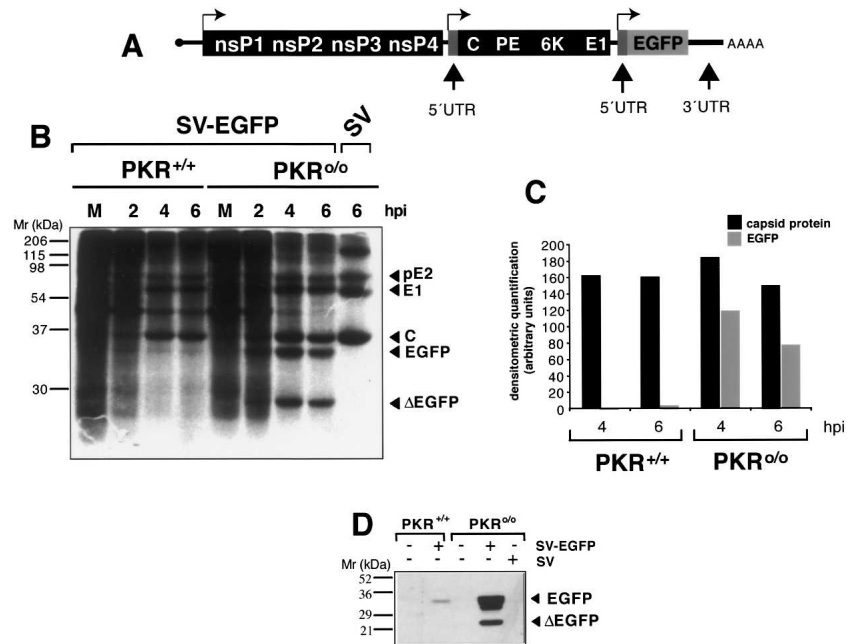 A
nsP1 nsP2 nsP3 nsP4 C PE 6K E1 EGFP AAAA
5´UTR 5´UTR 3´UTR
B
SV-EGFP SV
PKR+/+ PKRo/o
M 2 4 6 M 2 4 6 6 hpi
Mr (kDa)
206
115
98
54
37
30
pE2
E1
C
EGFP
ΔEGFP
C
capsid protein
EGFP
densitometric quantification
(arbitrary units)
200
180
160
140
120
100
80
60
40
20
0
4 6 4 6 hpi
PKR+/+ PKRo/o
D
PKR+/+ PKRo/o
- + - + - SV-EGFP
- - - - + SV
Mr (kDa)
52
36
29
21
EGFP
ΔEGFP